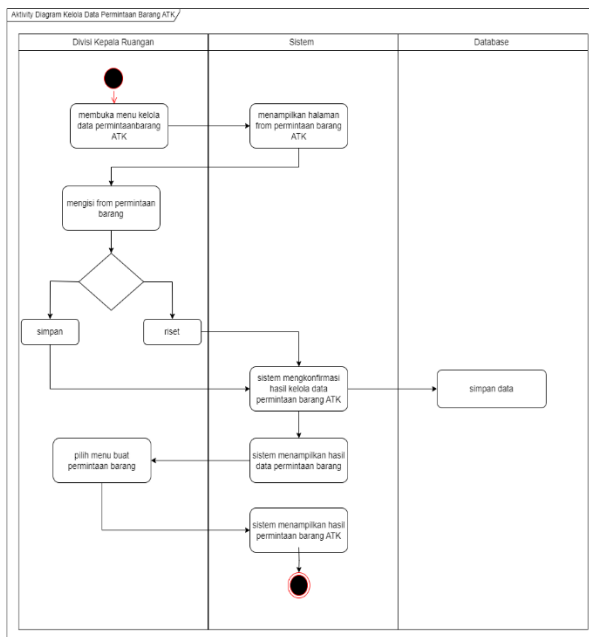 Aktivity Diagram Kelola Data Permintaan Barang ATK
Divisi Kepala Ruangan
Sistem
Database
membuka menu kelola
data permintaanbarang
ATK
menampilkan halaman
from permintaan barang
ATK
mengisi from permintaan
barang
simpan
riset
sistem mengkonfirmasi
hasil kelola data
permintaan barang ATK
simpan data
pilih menu buat
permintaan barang
sistem menampilkan hasil
data permintaan barang
sistem menampilkan hasil
permintaan barang ATK